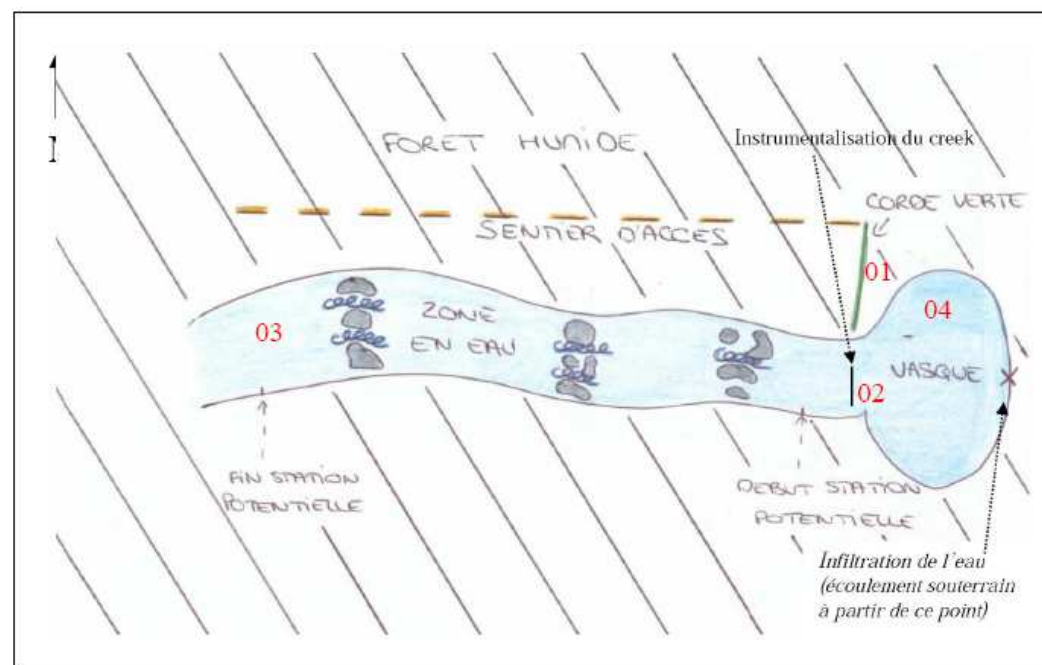 FORET HUMIDE
Instrumentalisation du creek
CORDE VERTE
SENTIER D'ACCES
01
04
ZONE
EN EAU
03
VASQUE
02
FIN STATION
POTENTIELLE
DEBUT STATION
POTENTIELLE
Infiltration de l'eau
(écoulement souterrain
à partir de ce point)